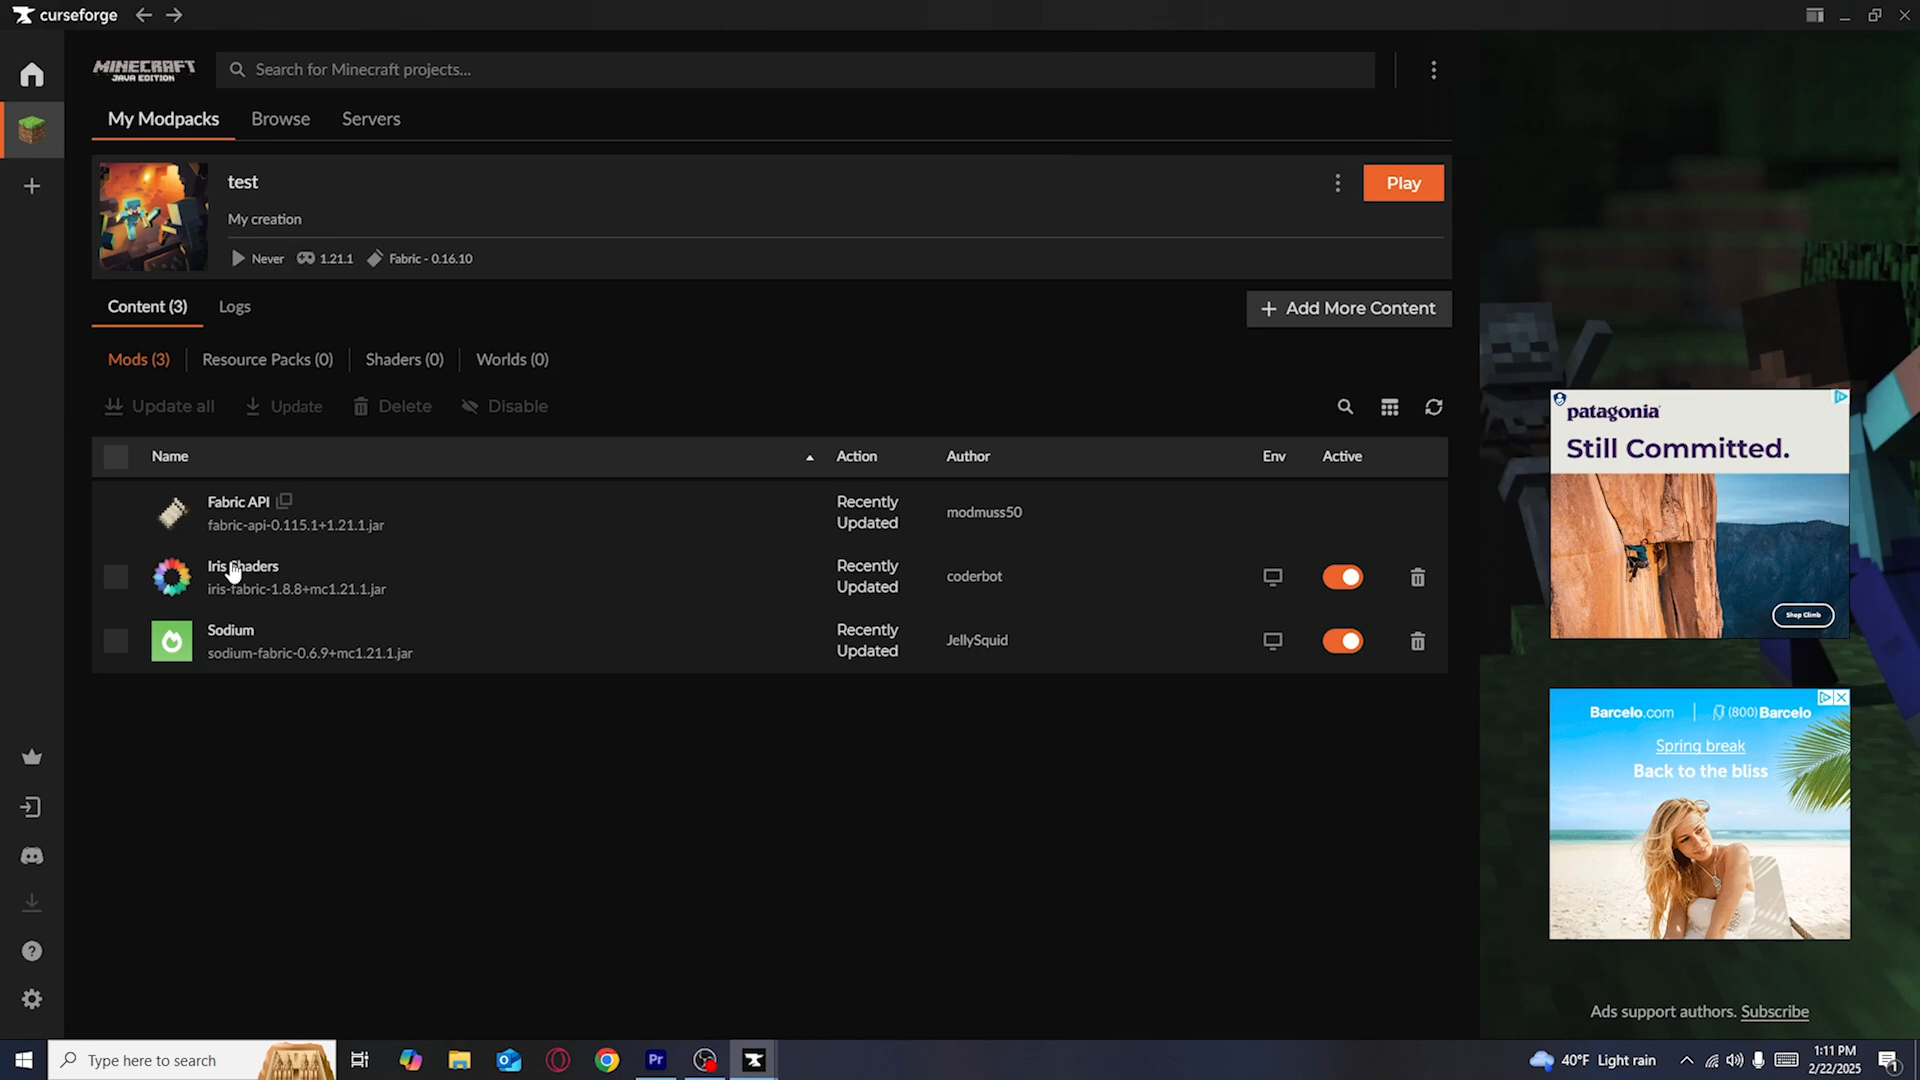 curseforge
MINECRAFT
JAVA EDITION
Search for Minecraft projects...
My Modpacks
Browse
Servers
test
Play
My creation
Never
1.21.1
Fabric - 0.16.10
Content (3)
Logs
Add More Content
Mods (3)
Resource Packs (0)
Shaders (0)
Worlds (0)
Update all
Update
Delete
Disable
Name
Action
Author
Env
Active
Fabric API
fabric-api-0.115.1+1.21.1.jar
Recently
Updated
modmuss50
Iris Shaders
iris-fabric-1.8.8+mc1.21.1.jar
Recently
Updated
coderbot
Sodium
sodium-fabric-0.6.9+mc1.21.1.jar
Recently
Updated
JellySquid
patagonia
Still Committed.
Shop Climb
Barcelo.com
(800) Barcelo
Spring break
Back to the bliss
Ads support authors. Subscribe
Type here to search
Pr
40°F Light rain
1:11 PM
2/22/2025
1